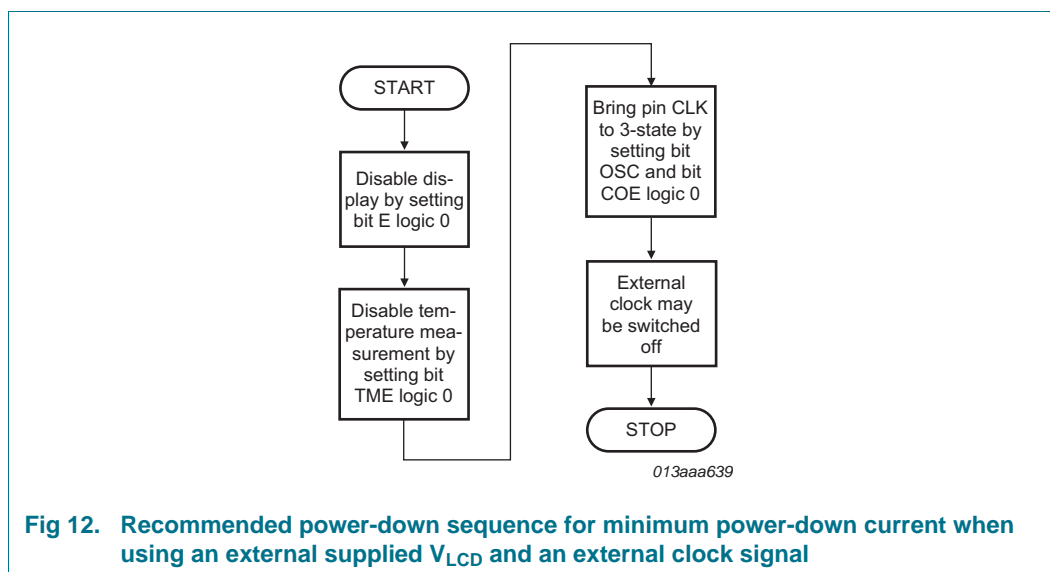 START
Disable dis-
play by setting
bit E logic 0
Disable tem-
perature mea-
surement by
setting bit
TME logic 0
Bring pin CLK
to 3-state by
setting bit
OSC and bit
COE logic 0
External
clock may
be switched
off
STOP
013aaa639
Fig 12. Recommended power-down sequence for minimum power-down current when
using an external supplied VLCD and an external clock signal